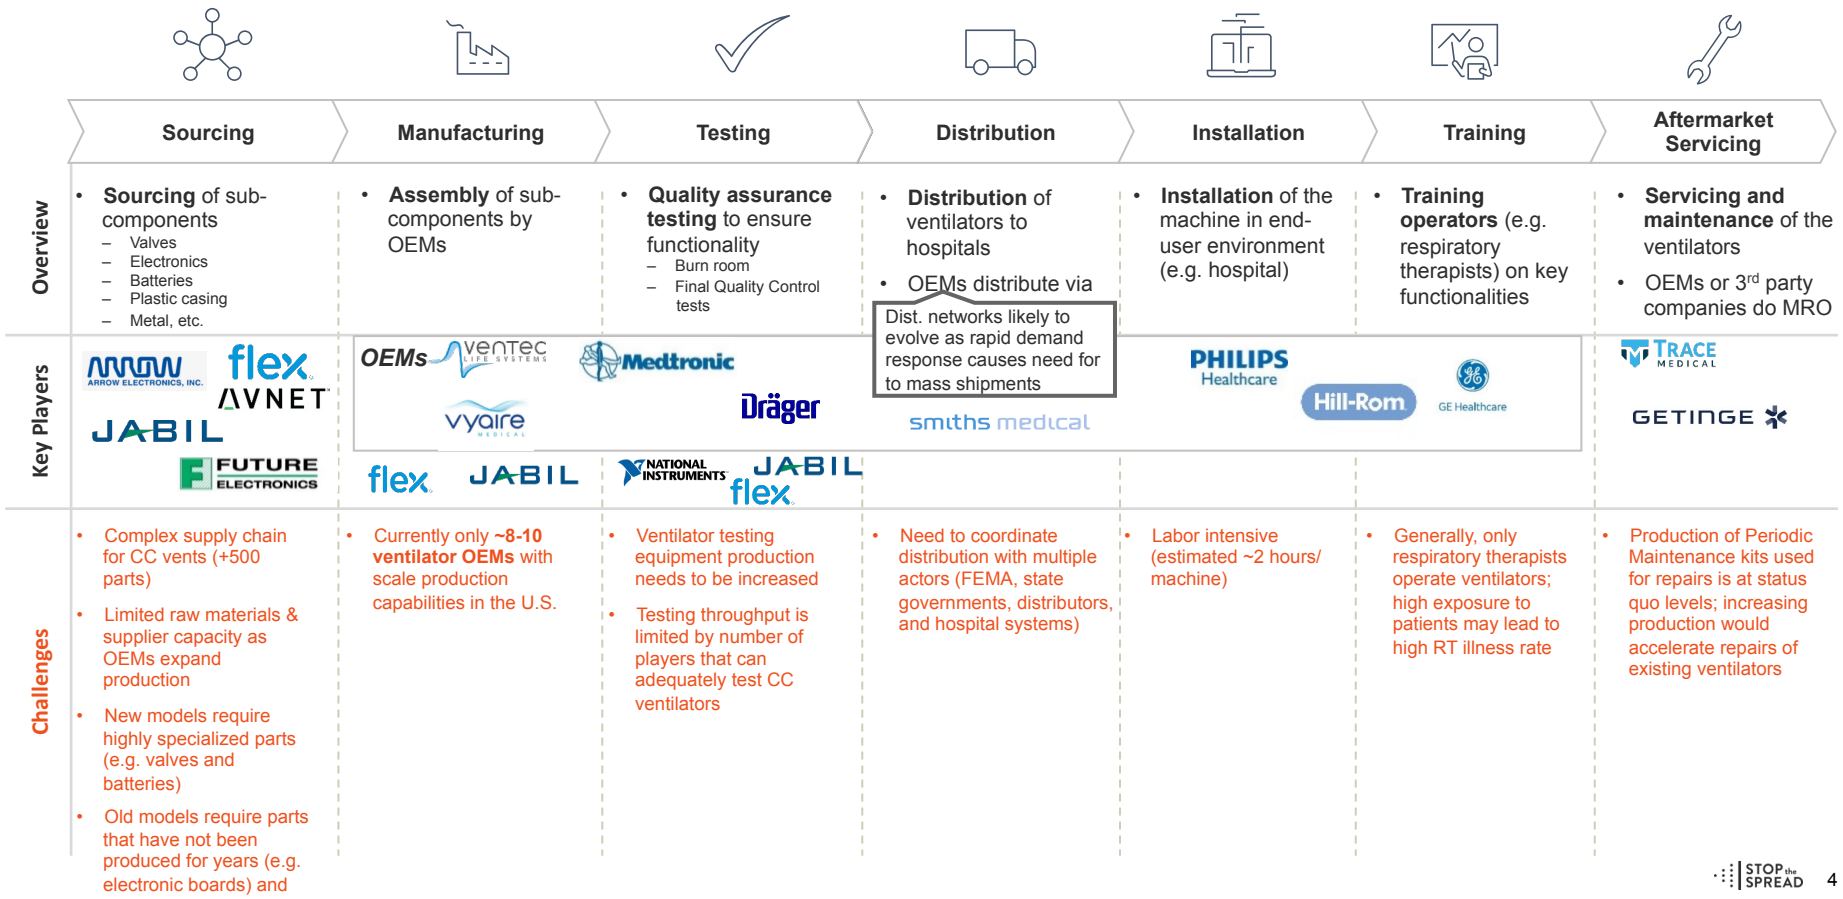 Sourcing
Manufacturing
Testing
Distribution
Installation
Training
Aftermarket
Servicing
Overview
• Sourcing of sub-
components
– Valves
– Electronics
– Batteries
– Plastic casing
– Metal, etc.
• Assembly of sub-
components by
OEMs
• Quality assurance
testing to ensure
functionality
– Burn room
– Final Quality Control
tests
• Distribution of
ventilators to
hospitals
• OEMs distribute via
Dist. networks likely to
evolve as rapid demand
response causes need for
to mass shipments
• Installation of the
machine in end-
user environment
(e.g. hospital)
• Training
operators (e.g.
respiratory
therapists) on key
functionalities
• Servicing and
maintenance of the
ventilators
• OEMs or 3rd party
companies do MRO
Key Players
ARROW
ARROW ELECTRONICS, INC.
flex
AVNET
JABIL
FUTURE
ELECTRONICS
OEMs
VENTEC
LIFE SYSTEMS
vyaire
MEDICAL
flex
JABIL
Medtronic
Dräger
NATIONAL
INSTRUMENTS
JABIL
flex
smiths medical
PHILIPS
Healthcare
Hill-Rom
GE Healthcare
TRACE
MEDICAL
GETINGE
Challenges
• Complex supply chain
for CC vents (+500
parts)
• Limited raw materials &
supplier capacity as
OEMs expand
production
• New models require
highly specialized parts
(e.g. valves and
batteries)
• Old models require parts
that have not been
produced for years (e.g.
electronic boards) and
• Currently only ~8-10
ventilator OEMs with
scale production
capabilities in the U.S.
• Ventilator testing
equipment production
needs to be increased
• Testing throughput is
limited by number of
players that can
adequately test CC
ventilators
• Need to coordinate
distribution with multiple
actors (FEMA, state
governments, distributors,
and hospital systems)
• Labor intensive
(estimated ~2 hours/
machine)
• Generally, only
respiratory therapists
operate ventilators;
high exposure to
patients may lead to
high RT illness rate
• Production of Periodic
Maintenance kits used
for repairs is at status
quo levels; increasing
production would
accelerate repairs of
existing ventilators
STOP the
SPREAD
4